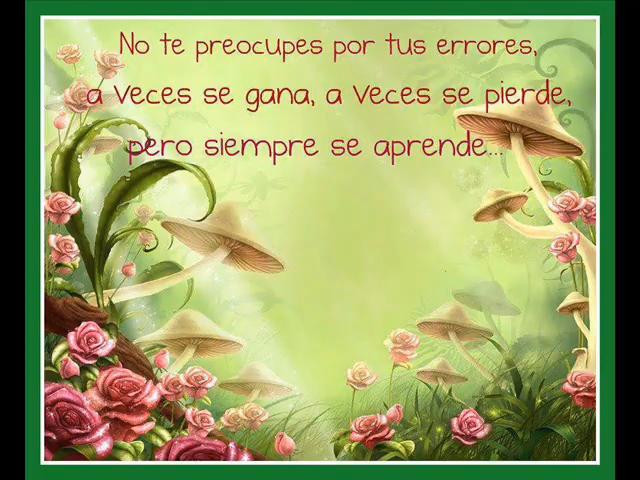 No te preocupes por tus errores,
a veces se gana, a veces se pierde,
pero siempre se aprende...